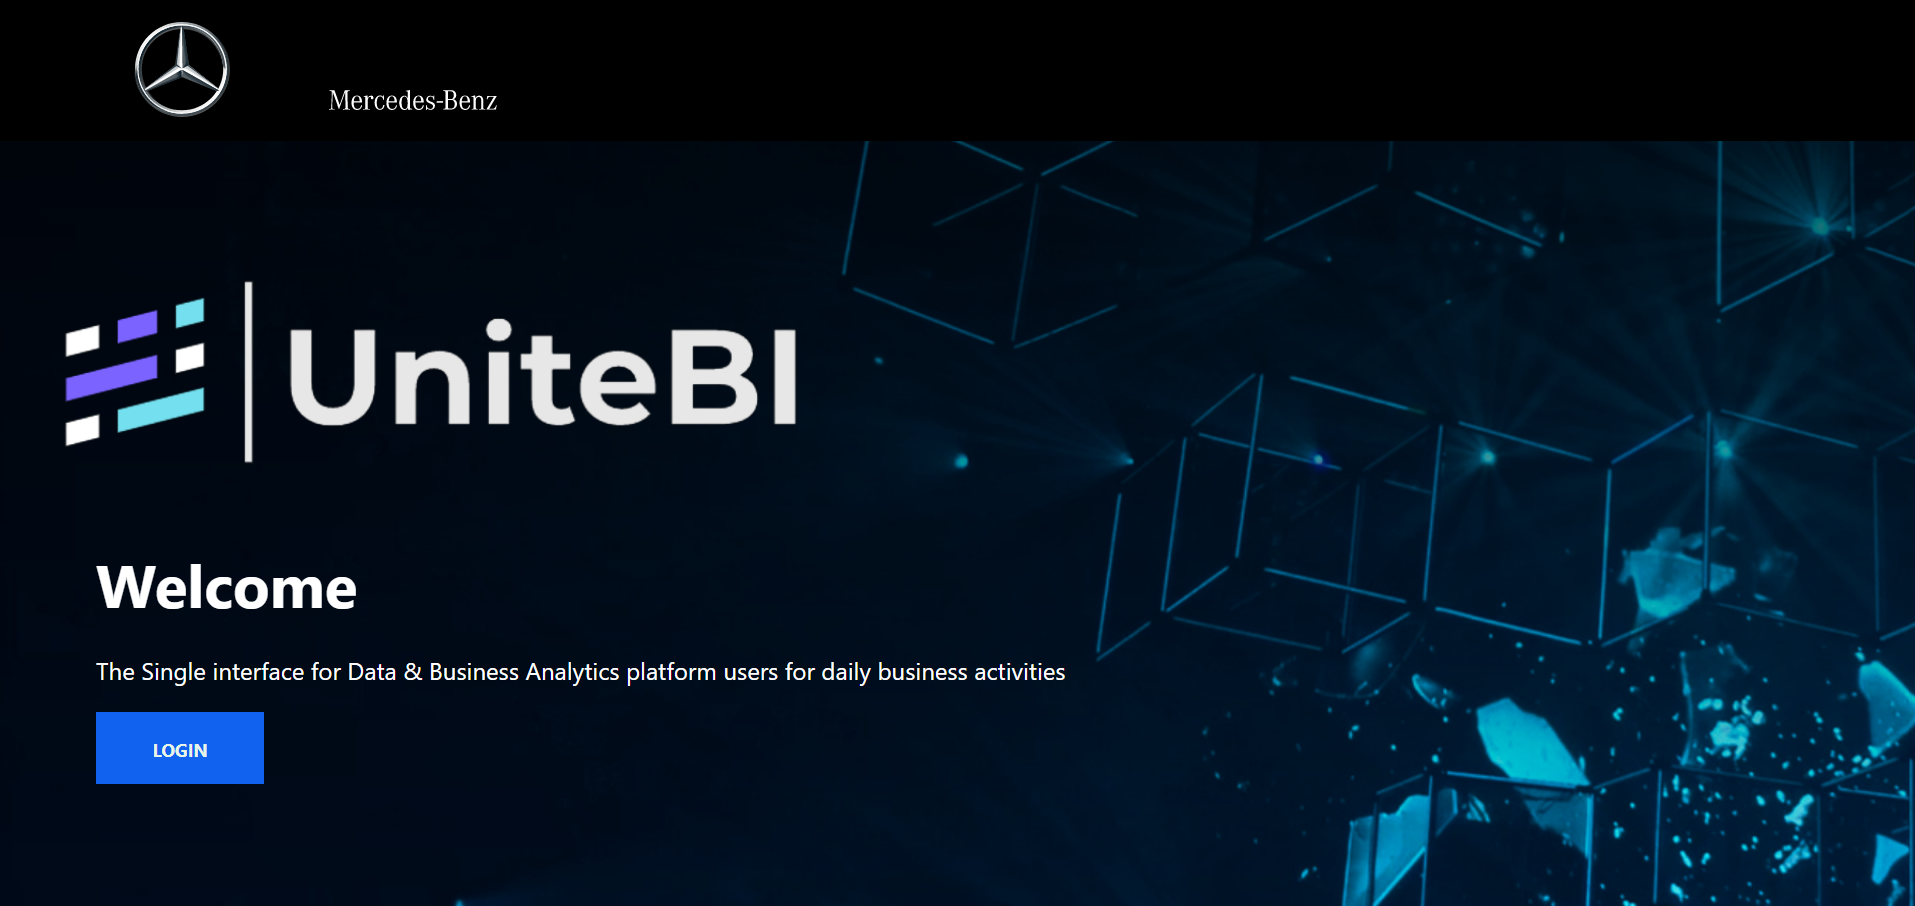 Mercedes-Benz
UniteBI
Welcome
The Single interface for Data & Business Analytics platform users for daily business activities
LOGIN